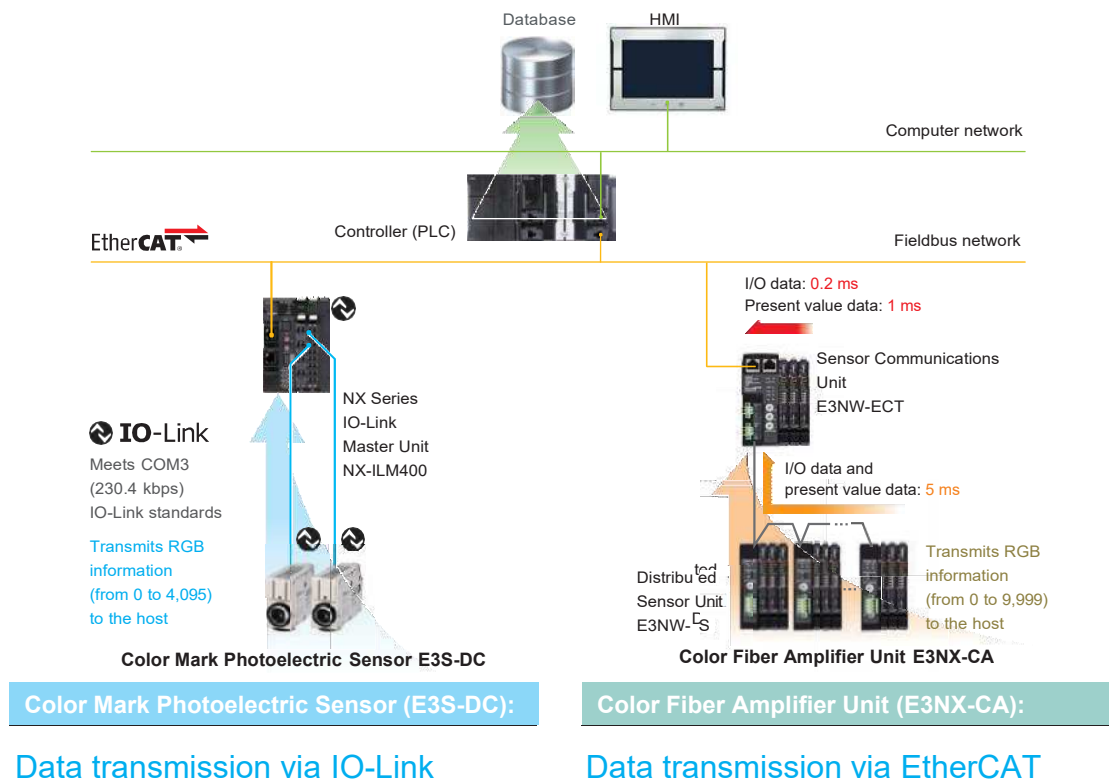 Database
HMI
Computer network
Controller (PLC)
EtherCAT®
Fieldbus network
I/O data: 0.2 ms
Present value data: 1 ms
Sensor Communications
Unit
E3NW-ECT
NX Series
IO-Link
Master Unit
NX-ILM400
IO-Link
Meets COM3
(230.4 kbps)
IO-Link standards
Transmits RGB
information
(from 0 to 4,095)
to the host
I/O data and
present value data: 5 ms
Distributed
Sensor Unit
E3NW-DS
Transmits RGB
information
(from 0 to 9,999)
to the host
Color Mark Photoelectric Sensor E3S-DC
Color Fiber Amplifier Unit E3NX-CA
Color Mark Photoelectric Sensor (E3S-DC):
Color Fiber Amplifier Unit (E3NX-CA):
Data transmission via IO-Link
Data transmission via EtherCAT